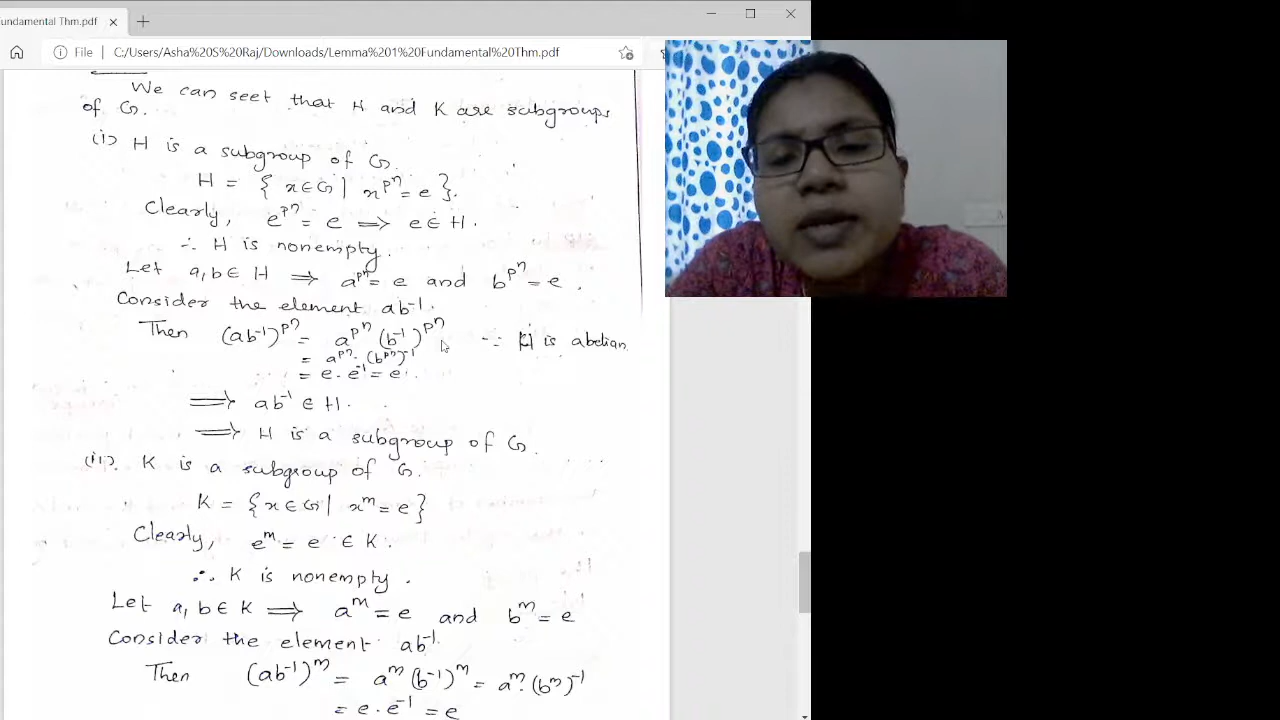 undamental Thm.pdf
File | C:/Users/Asha%20S%20Raj/Downloads/Lemma%201%20Fundamental%20Thm.pdf
We can seet that H and K are subgroups
of G.
(i) H is a subgroup of G.
H = { x∈G | x^{p^n} = e }.
Clearly, e^{p^n} = e ⟹ e ∈ H.
∴ H is nonempty.
Let a, b ∈ H ⟹ a^{p^n} = e and b^{p^n} = e.
Consider the element ab^{-1}.
Then (ab^{-1})^{p^n} = a^{p^n} (b^{-1})^{p^n} ∵ H is abelian
= a^{p^n} · (b^{p^n})^{-1}
= e · e^{-1} = e
⟹ ab^{-1} ∈ H.
⟹ H is a subgroup of G.
(ii). K is a subgroup of G.
K = {x ∈ G | x^m = e}
Clearly, e^m = e ∈ K.
∴ K is nonempty.
Let a, b ∈ K ⟹ a^m = e and b^m = e
Consider the element ab^{-1}.
Then (ab^{-1})^m = a^m (b^{-1})^m = a^m · (b^m)^{-1}
= e · e^{-1} = e